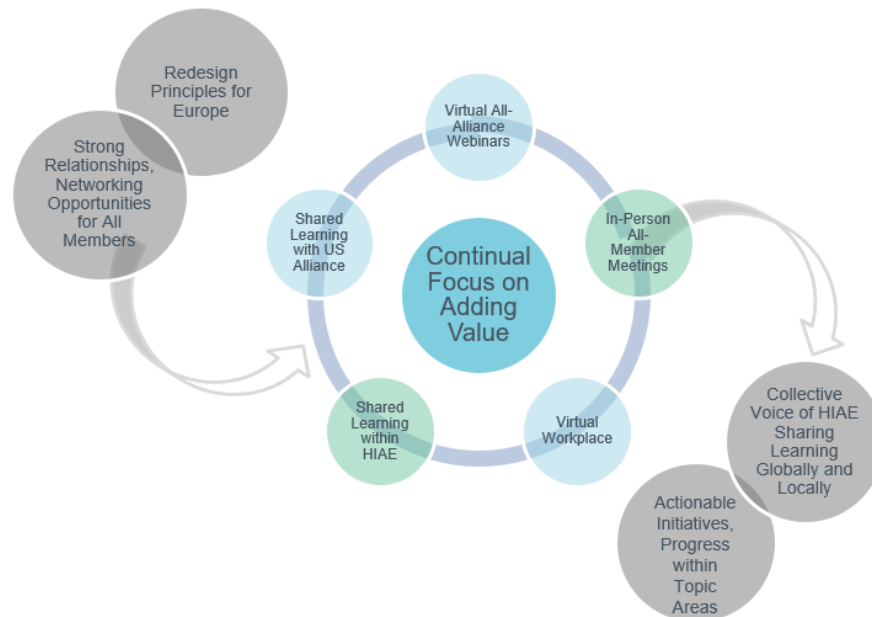 Redesign
Principles for
Europe
Strong
Relationships,
Networking
Opportunities
for All
Members
Virtual All-
Alliance
Webinars
Shared
Learning
with US
Alliance
In-Person
All-
Member
Meetings
Continual
Focus on
Adding
Value
Shared
Learning
within
HIAE
Virtual
Workplace
Collective
Voice of HIAE
Sharing
Learning
Globally and
Locally
Actionable
Initiatives,
Progress
within
Topic
Areas